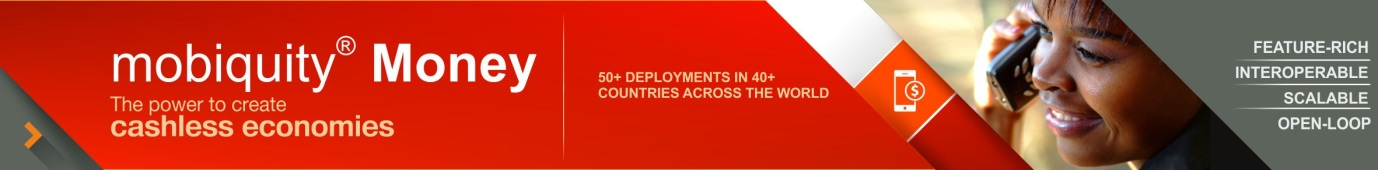 mobiquity® Money
The power to create
cashless economies
50+ DEPLOYMENTS IN 40+
COUNTRIES ACROSS THE WORLD
$
FEATURE-RICH
INTEROPERABLE
SCALABLE
OPEN-LOOP